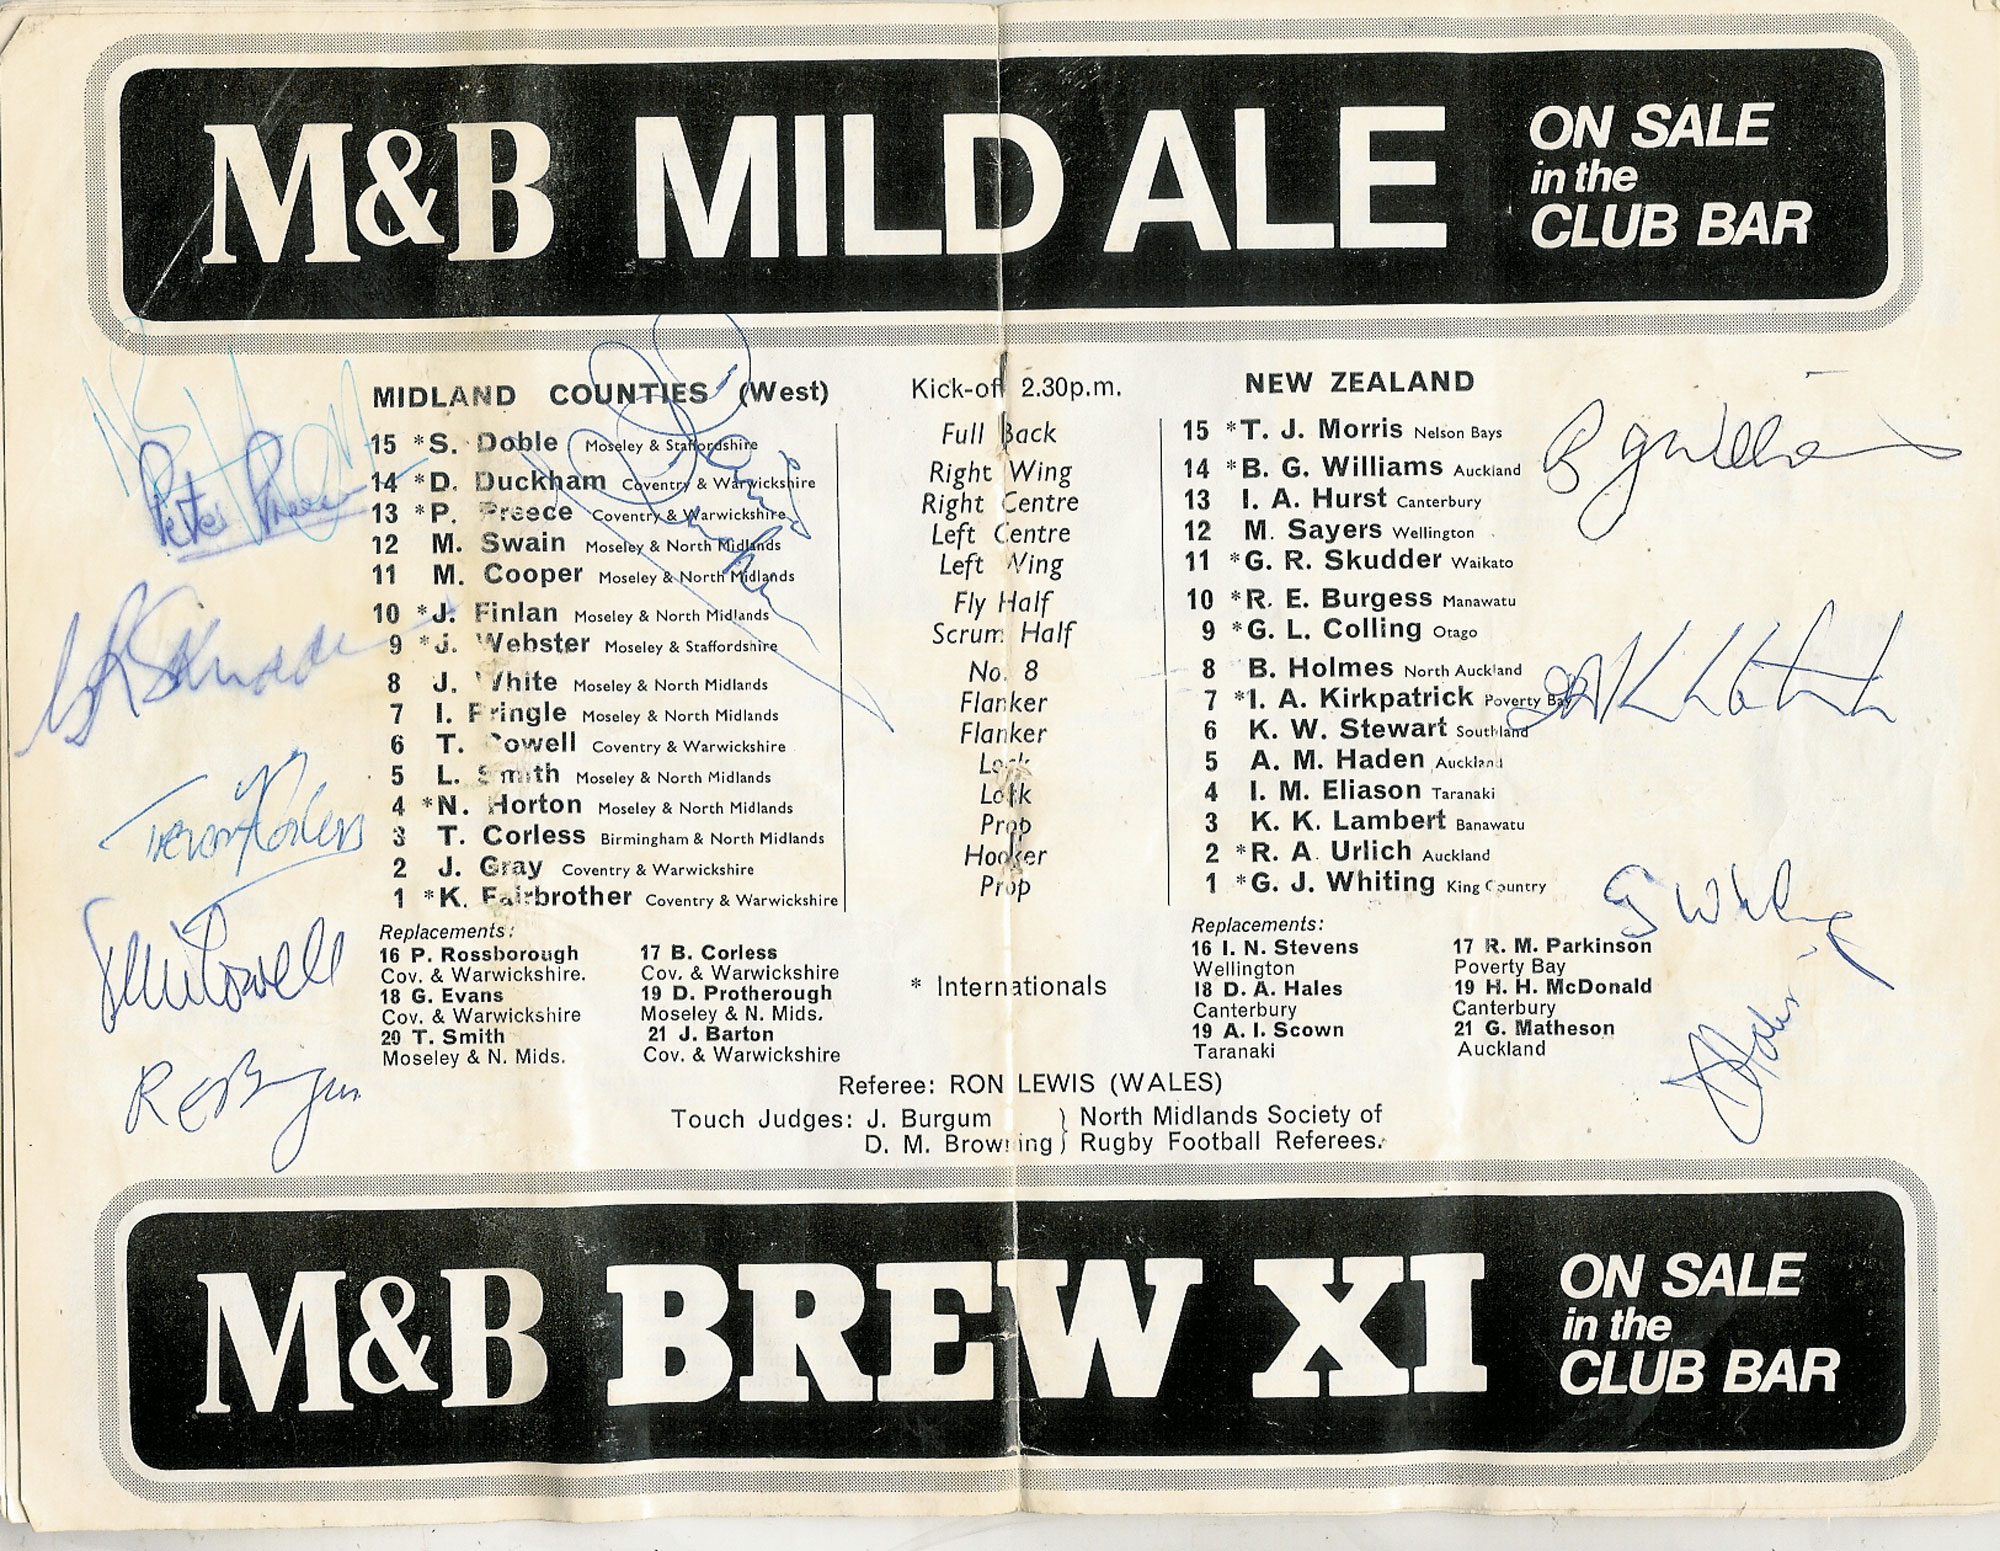 M&B MILD ALE ON SALE in the CLUB BAR
MIDLAND COUNTIES (West)
15 *S. Doble Moseley & Staffordshire
14 *D. Duckham Coventry & Warwickshire
13 *P. Preece Coventry & Warwickshire
12 M. Swain Moseley & North Midlands
11 M. Cooper Moseley & North Midlands
10 *J. Finlan Moseley & North Midlands
9 *J. Webster Moseley & Staffordshire
8 J. White Moseley & North Midlands
7 I. Pringle Moseley & North Midlands
6 T. Cowell Coventry & Warwickshire
5 L. Smith Moseley & North Midlands
4 *N. Horton Moseley & North Midlands
3 T. Corless Birmingham & North Midlands
2 J. Gray Coventry & Warwickshire
1 *K. Fairbrother Coventry & Warwickshire
Replacements:
16 P. Rossborough
Cov. & Warwickshire.
17 B. Corless
Cov. & Warwickshire
18 G. Evans
Cov. & Warwickshire
19 D. Protherough
Moseley & N. Mids.
20 T. Smith
Moseley & N. Mids.
21 J. Barton
Cov. & Warwickshire
Kick-off 2.30p.m.
Full Back
Right Wing
Right Centre
Left Centre
Left Wing
Fly Half
Scrum Half
No. 8
Flanker
Flanker
Lock
Lock
Prop
Hooker
Prop
* Internationals
NEW ZEALAND
15 *T. J. Morris Nelson Bays
14 *B. G. Williams Auckland
13 I. A. Hurst Canterbury
12 M. Sayers Wellington
11 *G. R. Skudder Waikato
10 *R. E. Burgess Manawatu
9 *G. L. Colling Otago
8 B. Holmes North Auckland
7 *I. A. Kirkpatrick Poverty Bay
6 K. W. Stewart Southland
5 A. M. Haden Auckland
4 I. M. Eliason Taranaki
3 K. K. Lambert Banawatu
2 *R. A. Urlich Auckland
1 *G. J. Whiting King Country
Replacements:
16 I. N. Stevens
Wellington
17 R. M. Parkinson
Poverty Bay
18 D. A. Hales
Canterbury
19 H. H. McDonald
Canterbury
19 A. I. Scown
Taranaki
21 G. Matheson
Auckland
Referee: RON LEWIS (WALES)
Touch Judges: J. Burgum } North Midlands Society of
D. M. Browning } Rugby Football Referees.
Peter Preece
Trevor Corless
R E Burgess
B G Williams
G Whiting
M&B BREW XI ON SALE in the CLUB BAR